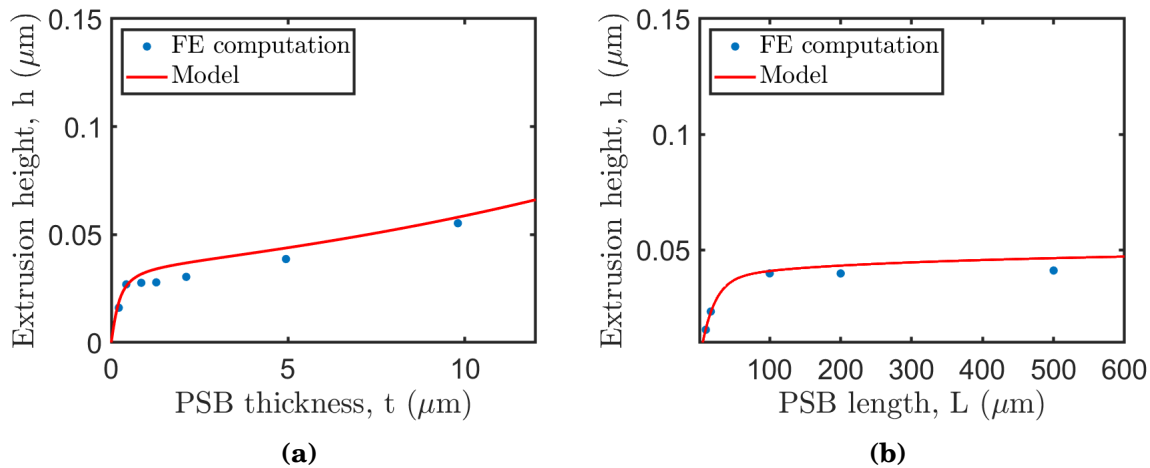 0.15
0.1
0.05
0
Extrusion height, h (μm)
FE computation
Model
0
5
10
PSB thickness, t (μm)
(a)
0.15
0.1
0.05
Extrusion height, h (μm)
FE computation
Model
100
200
300
400
500
600
PSB length, L (μm)
(b)